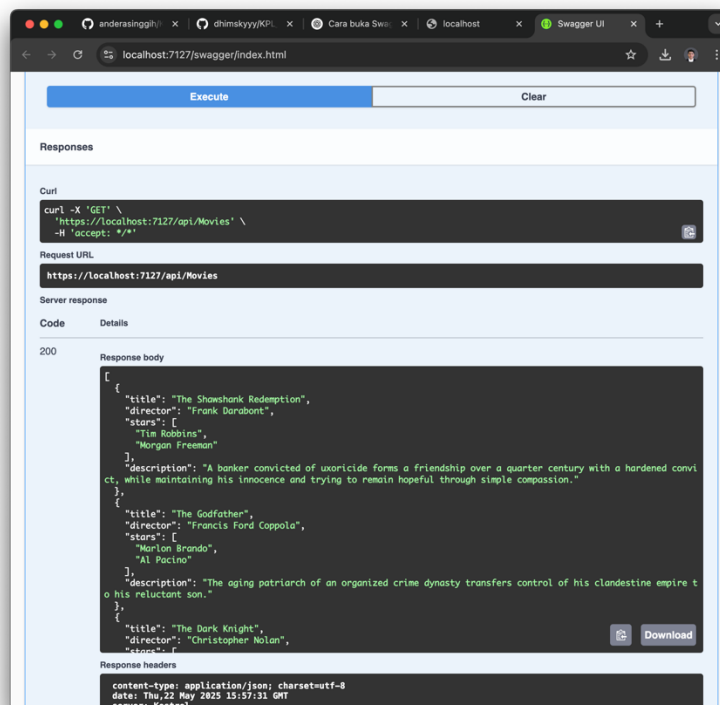 anderasinggih/
dhimskyyy/KPL
Cara buka Swa
localhost
Swagger UI
localhost:7127/swagger/index.html
Execute
Clear
Responses
Curl
curl -X 'GET' \
'https://localhost:7127/api/Movies' \
-H 'accept: */*'
Request URL
https://localhost:7127/api/Movies
Server response
Code
Details
200
Response body
[
{
"title": "The Shawshank Redemption",
"director": "Frank Darabont",
"stars": [
"Tim Robbins",
"Morgan Freeman"
],
"description": "A banker convicted of uxoricide forms a friendship over a quarter century with a hardened convi
ct, while maintaining his innocence and trying to remain hopeful through simple compassion."
},
{
"title": "The Godfather",
"director": "Francis Ford Coppola",
"stars": [
"Marlon Brando",
"Al Pacino"
],
"description": "The aging patriarch of an organized crime dynasty transfers control of his clandestine empire t
o his reluctant son."
},
{
"title": "The Dark Knight",
"director": "Christopher Nolan",
"stars": [
Download
Response headers
content-type: application/json; charset=utf-8
date: Thu,22 May 2025 15:57:31 GMT
server: Kestrel